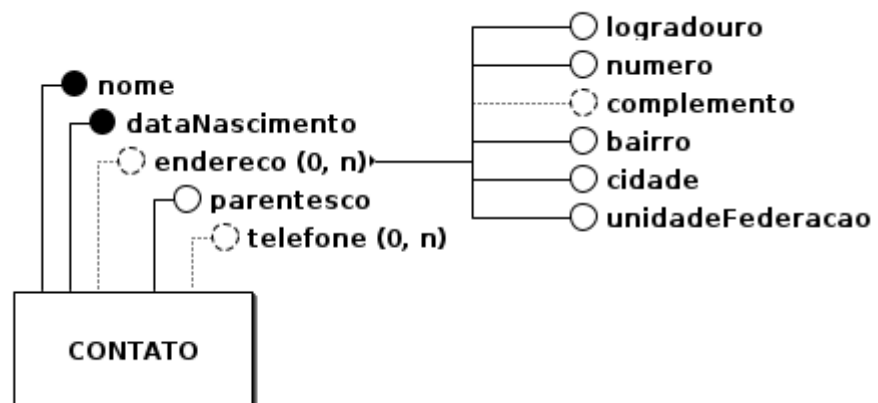 logradouro
nome
numero
complemento
dataNascimento
bairro
endereco (0, n)
cidade
parentesco
unidadeFederacao
telefone (0, n)
CONTATO